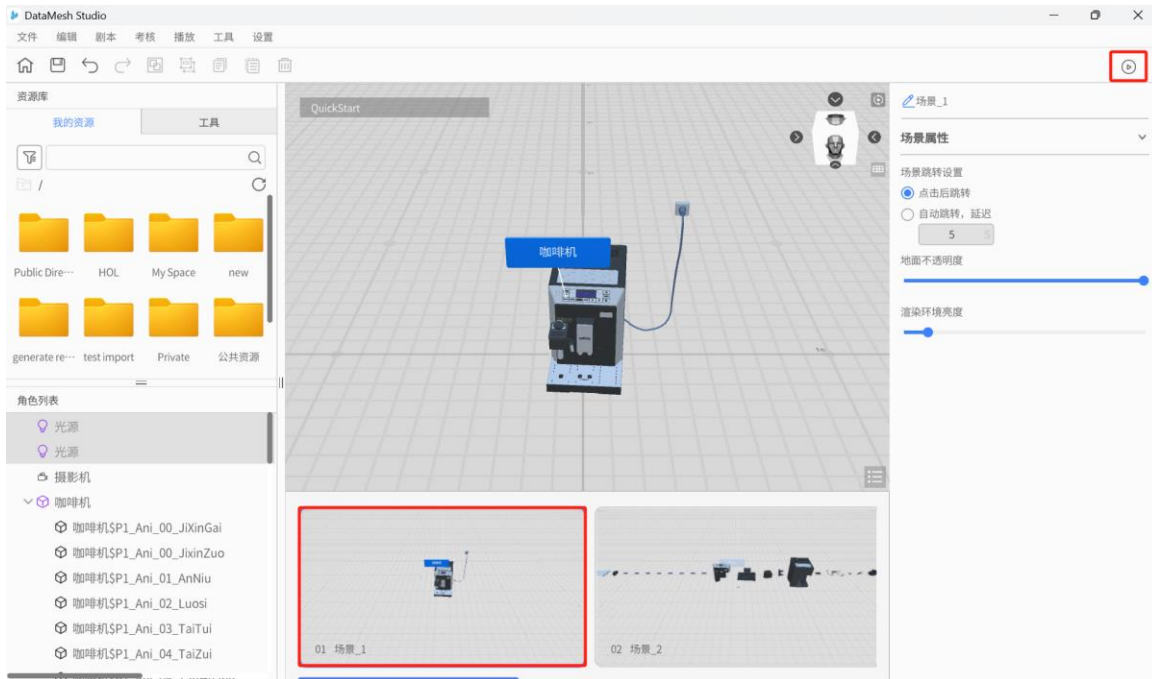 DataMesh Studio
文件 编辑 剧本 考核 播放 工具 设置
资源库
我的资源 工具
/
Public Dire··· HOL My Space new
generate re··· test import Private 公共资源
角色列表
光源
光源
摄影机
咖啡机
咖啡机$P1_Ani_00_JiXinGai
咖啡机$P1_Ani_00_JixinZuo
咖啡机$P1_Ani_01_AnNiu
咖啡机$P1_Ani_02_Luosi
咖啡机$P1_Ani_03_TaiTui
咖啡机$P1_Ani_04_TaiZui
QuickStart
咖啡机
01 场景_1
02 场景_2
场景_1
场景属性
场景跳转设置
点击后跳转
自动跳转，延迟
5 S
地面不透明度
渲染环境亮度